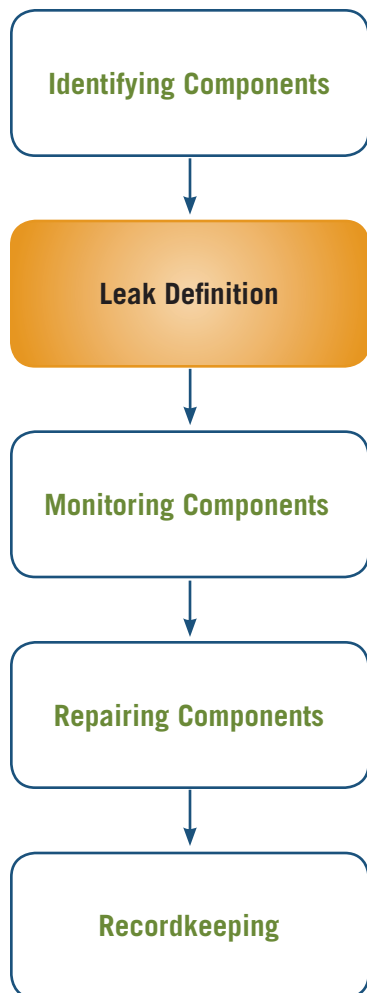 Identifying Components
Leak Definition
Monitoring Components
Repairing Components
Recordkeeping